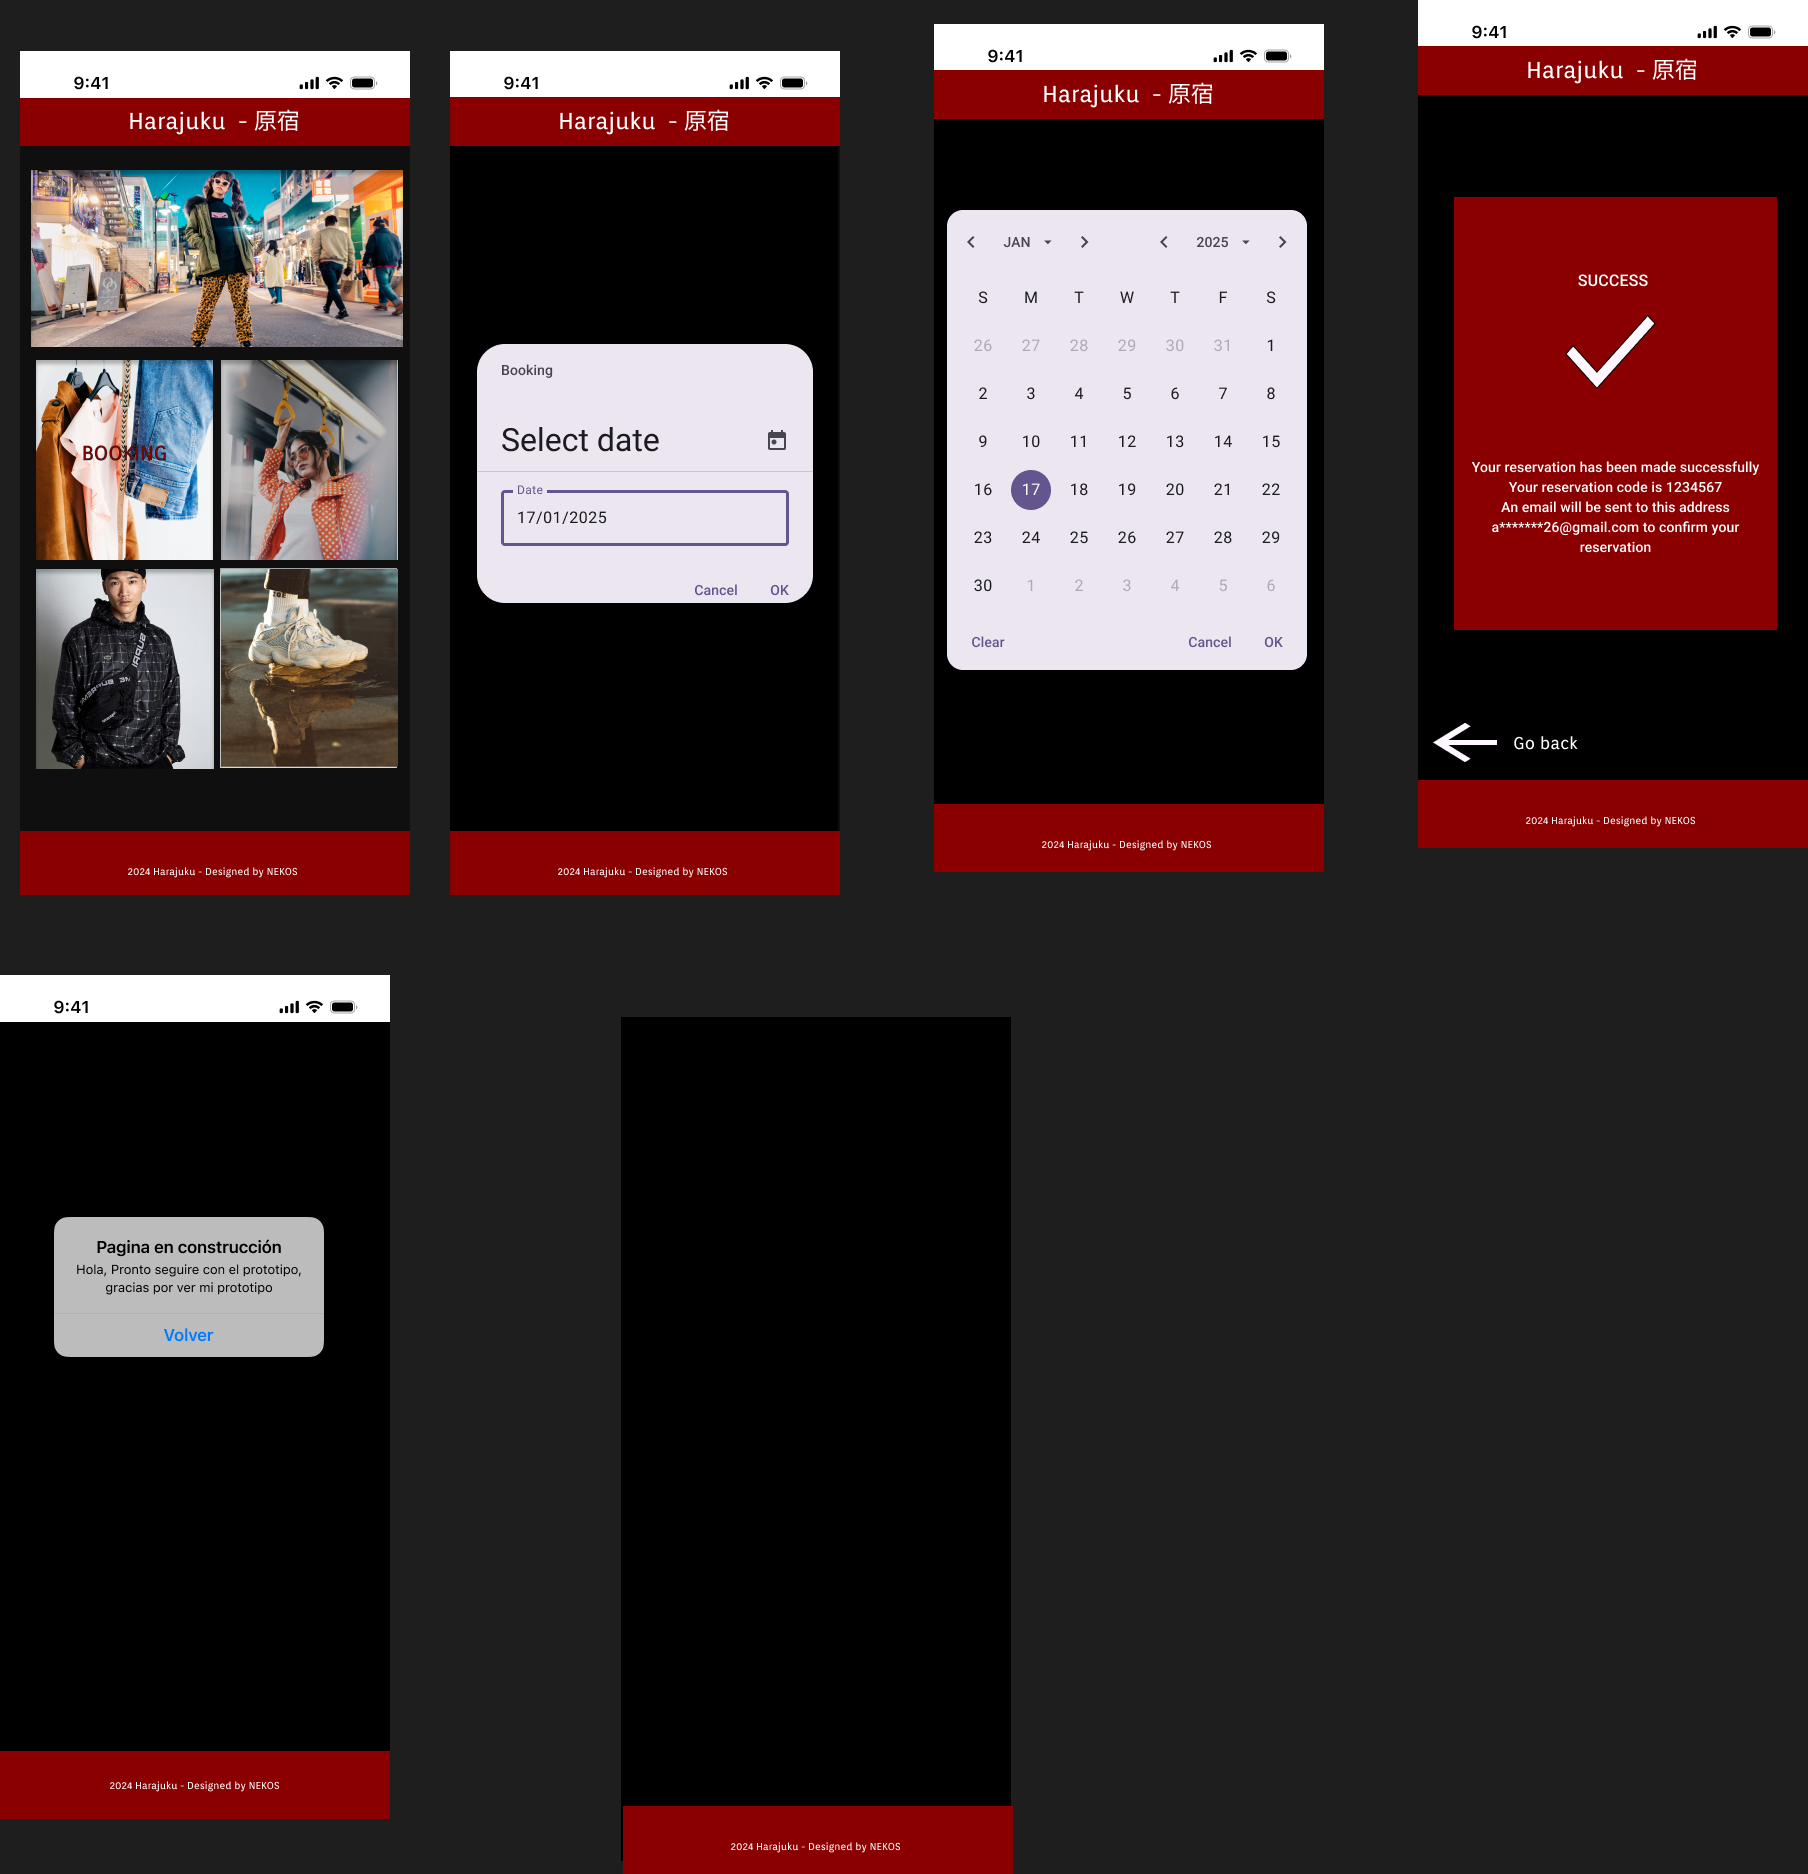 9:41
Harajuku - 原宿
BOOKING
2024 Harajuku - Designed by NEKOS
9:41
Harajuku - 原宿
Booking
Select date
Date
17/01/2025
Cancel OK
2024 Harajuku - Designed by NEKOS
9:41
Harajuku - 原宿
JAN 2025
S M T W T F S
26 27 28 29 30 31 1
2 3 4 5 6 7 8
9 10 11 12 13 14 15
16 17 18 19 20 21 22
23 24 25 26 27 28 29
30 1 2 3 4 5 6
Clear Cancel OK
2024 Harajuku - Designed by NEKOS
9:41
Harajuku - 原宿
SUCCESS
Your reservation has been made successfully
Your reservation code is 1234567
An email will be sent to this address
a*******26@gmail.com to confirm your
reservation
Go back
2024 Harajuku - Designed by NEKOS
9:41
Pagina en construcción
Hola, Pronto seguire con el prototipo,
gracias por ver mi prototipo
Volver
2024 Harajuku - Designed by NEKOS
2024 Harajuku - Designed by NEKOS